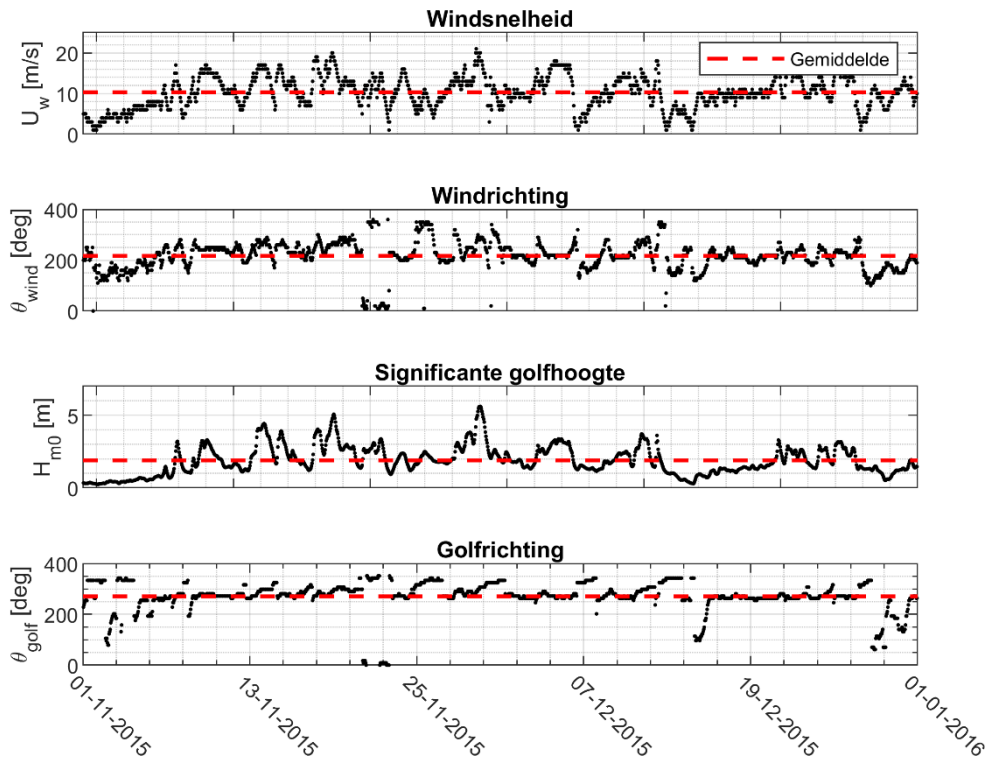 Windsnelheid
U_w [m/s]
20
10
0
Gemiddelde
Windrichting
θ_wind [deg]
400
200
0
Significante golfhoogte
H_m0 [m]
5
0
Golfrichting
θ_golf [deg]
400
200
0
01-11-2015
13-11-2015
25-11-2015
07-12-2015
19-12-2015
01-01-2016